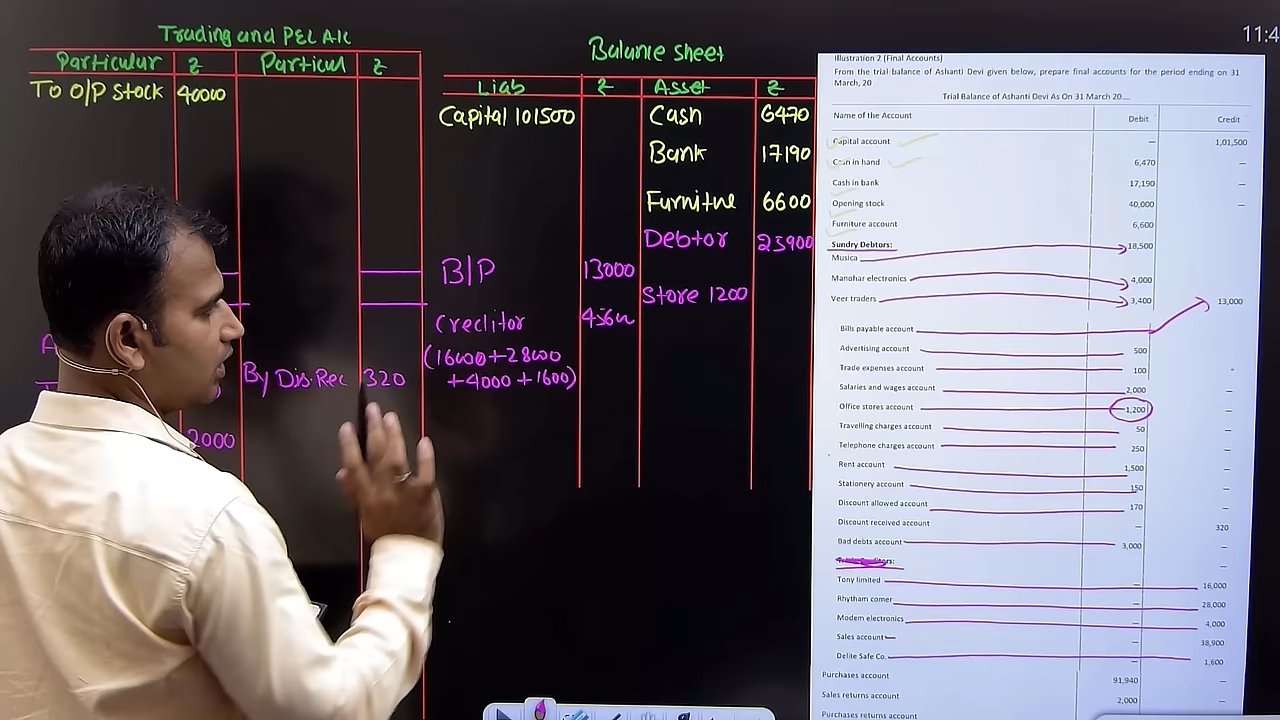 Trading and P&L A/c
Particular ₹ Particul ₹
To O/P Stock 40000
By Dis. Rec 320
2000
Balance sheet
Liab ₹ Asset ₹
Capital 101500 Cash 6470
Bank 17190
Furnitue 6600
Debtor 25900
B/P 13000
Store 1200
Creditor
(16000+28000
+4000+1600)
11:4
Illustration 2 (Final Accounts)
From the trial balance of Ashanti Devi given below, prepare final accounts for the period ending on 31
March, 20
Trial Balance of Ashanti Devi As On 31 March 20...
Name of the Account Debit Credit
Capital account — 1,01,500
Cash in hand 6,470 —
Cash in bank 17,190 —
Opening stock 40,000 —
Furniture account 6,600
Sundry Debtors: 18,500
Musica
Manohar electronics 4,000
Veer traders 3,400 13,000
Bills payable account
Advertising account 500
Trade expenses account 100
Salaries and wages account 2,000
Office stores account 1,200 —
Travelling charges account 50 —
Telephone charges account 250
Rent account 1,500 —
Stationery account 150 —
Discount allowed account 170 —
Discount received account — 320
Bad debts account 3,000 —
Tony limited — 16,000
Rhytham corner — 28,000
Modern electronics — 4,000
Sales account 38,900
Delite Safe Co. — 1,600
Purchases account 91,940 —
Sales returns account 2,000 —
Purchases returns account